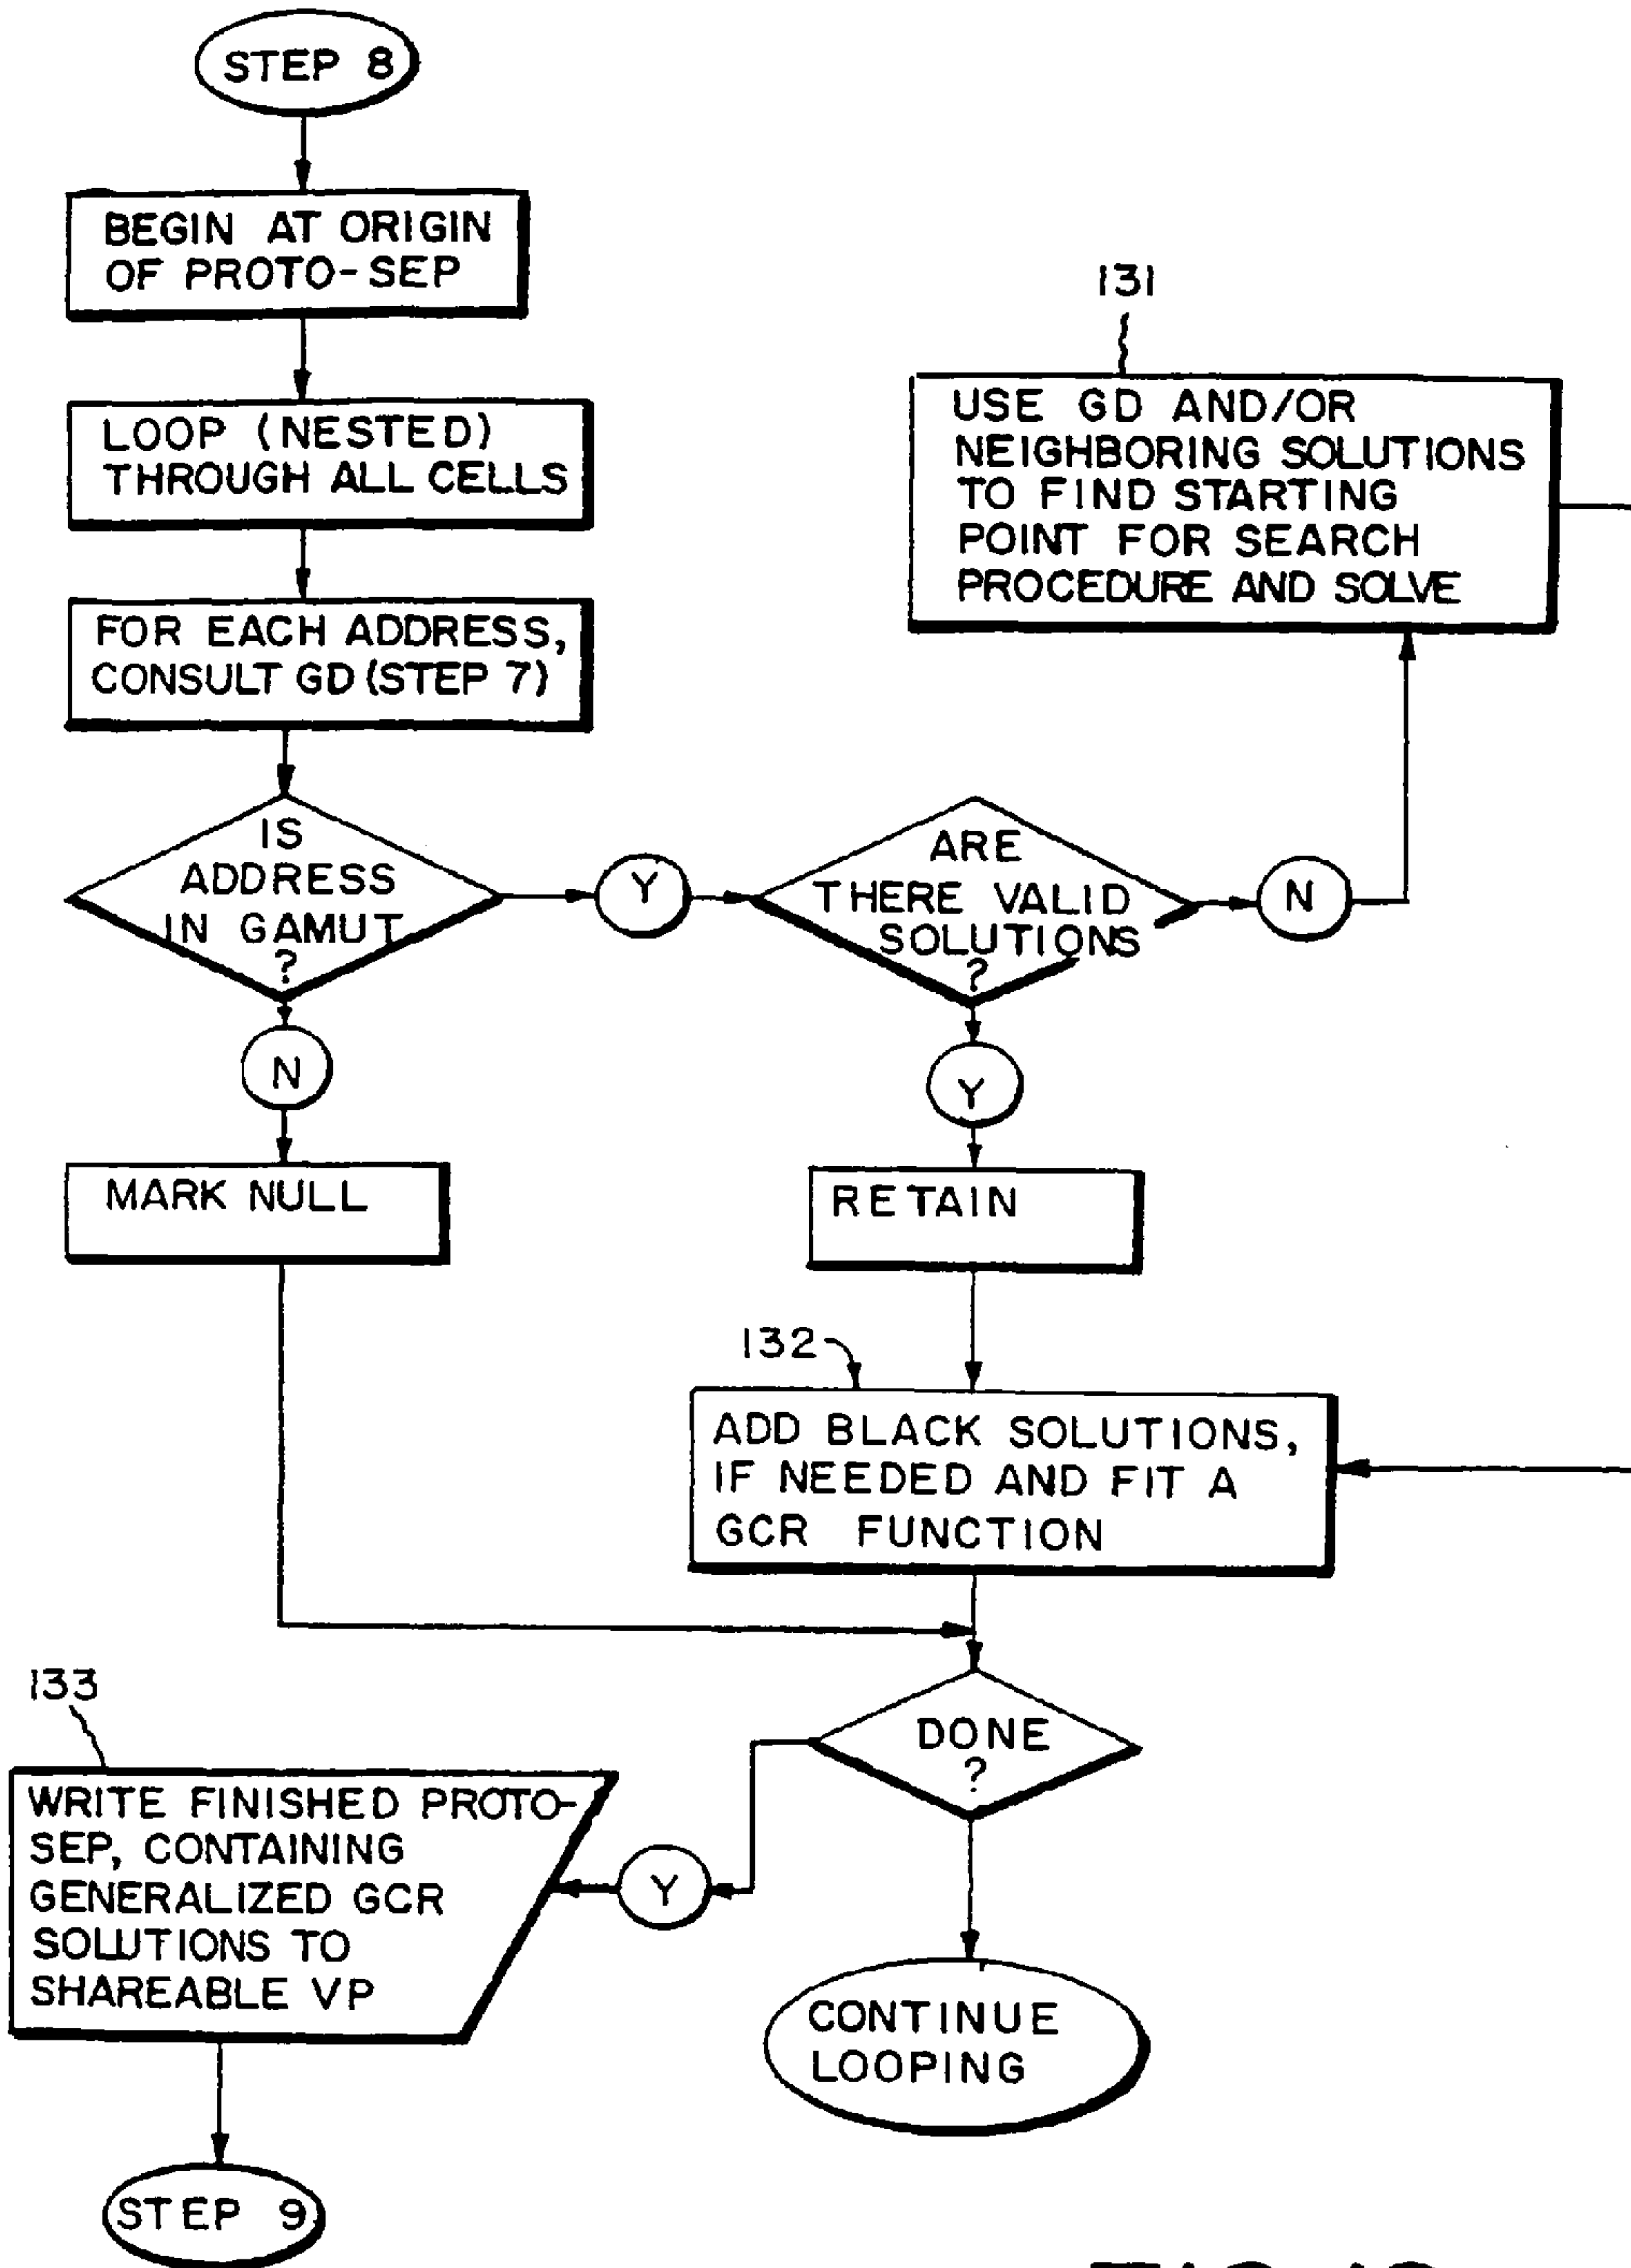 STEP 8
BEGIN AT ORIGIN
OF PROTO-SEP
LOOP (NESTED)
THROUGH ALL CELLS
FOR EACH ADDRESS,
CONSULT GD (STEP 7)
IS
ADDRESS
IN GAMUT
?
Y
ARE
THERE VALID
SOLUTIONS
?
N
131
USE GD AND/OR
NEIGHBORING SOLUTIONS
TO FIND STARTING
POINT FOR SEARCH
PROCEDURE AND SOLVE
N
MARK NULL
Y
RETAIN
132
ADD BLACK SOLUTIONS,
IF NEEDED AND FIT A
GCR FUNCTION
DONE
?
Y
133
WRITE FINISHED PROTO-
SEP, CONTAINING
GENERALIZED GCR
SOLUTIONS TO
SHAREABLE VP
CONTINUE
LOOPING
STEP 9